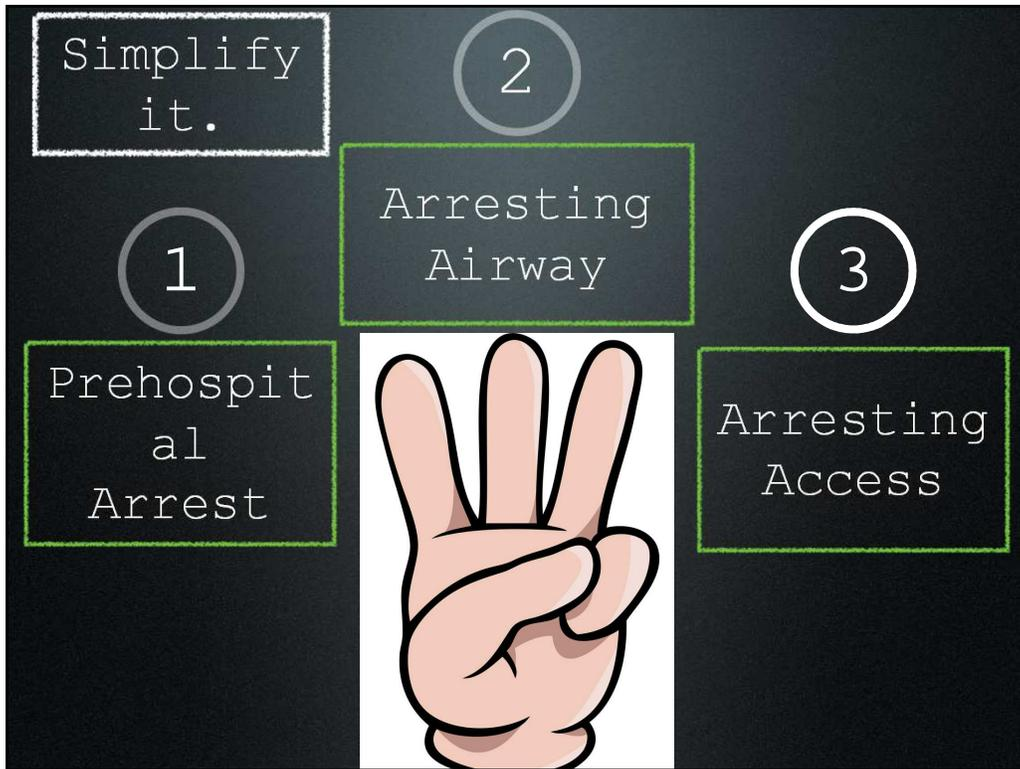 Simplify
it.
1
Prehospit
al
Arrest
2
Arresting
Airway
3
Arresting
Access